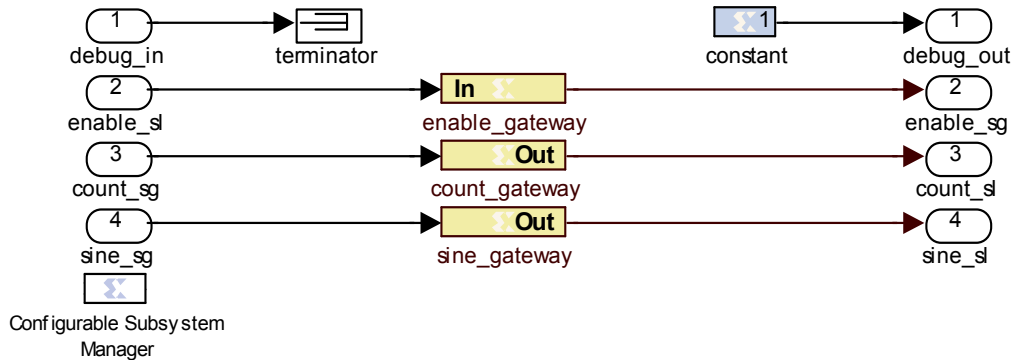 1
1
1
debug_in
terminator
constant
debug_out
2
In
2
enable_sl
enable_gateway
enable_sg
3
Out
3
count_sg
count_gateway
count_sl
4
Out
4
sine_sg
sine_gateway
sine_sl
Configurable Subsystem
Manager